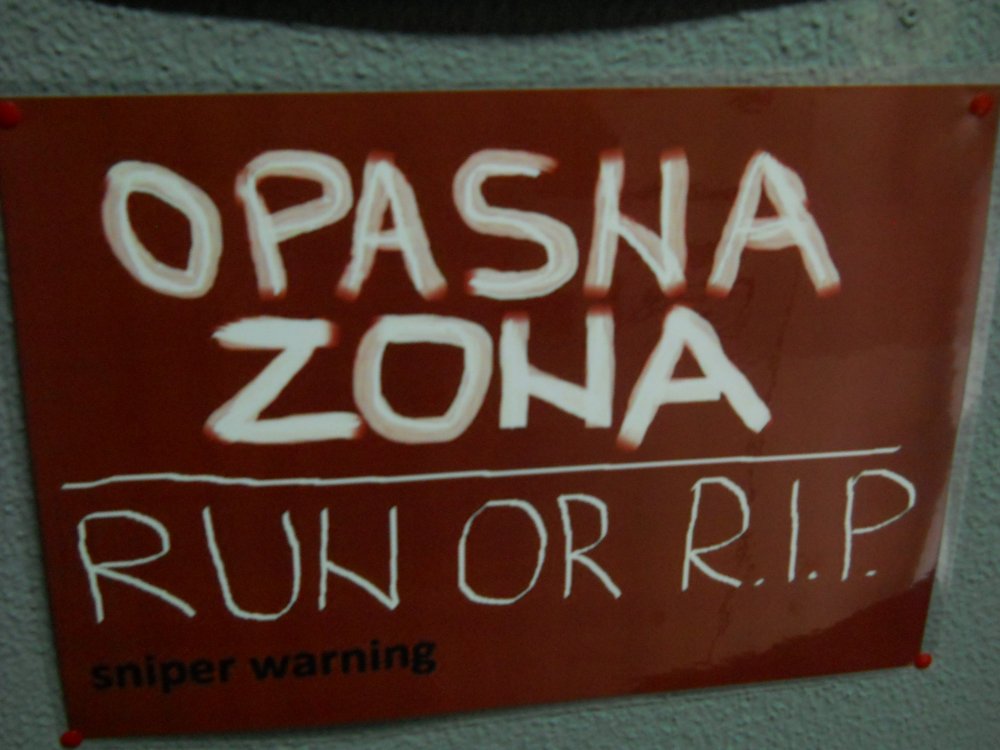 OPASNA
ZONA
RUN OR R.I.P.
sniper warning